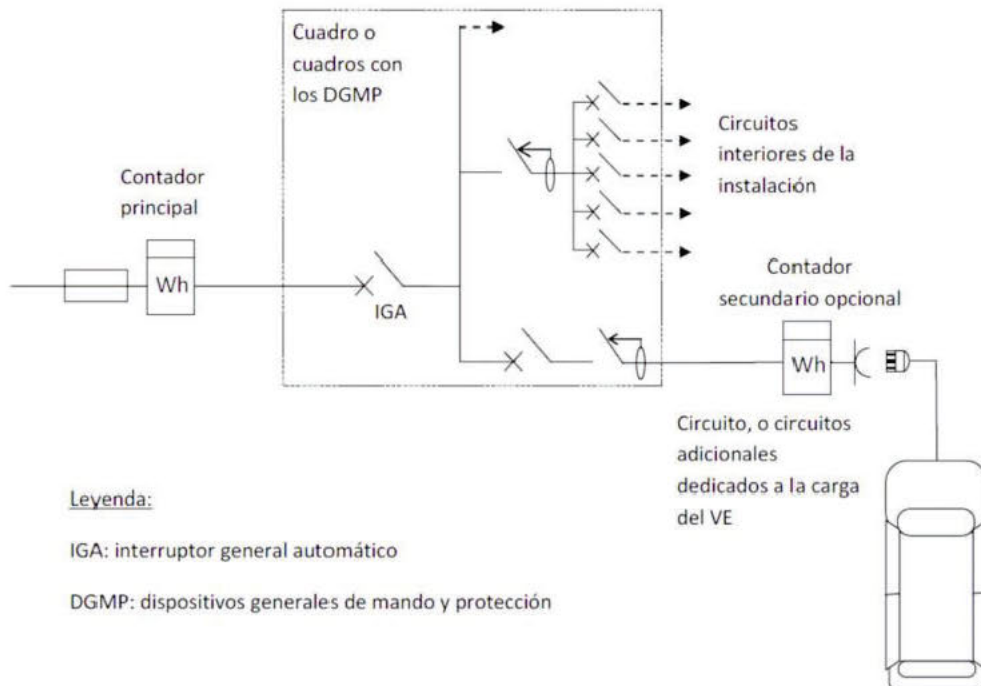 Cuadro o
cuadros con
los DGMP
Circuitos
interiores de la
instalación
Contador
principal
Wh
IGA
Contador
secundario opcional
Wh
Circuito, o circuitos
adicionales
dedicados a la carga
del VE
Leyenda:
IGA: interruptor general automático
DGMP: dispositivos generales de mando y protección